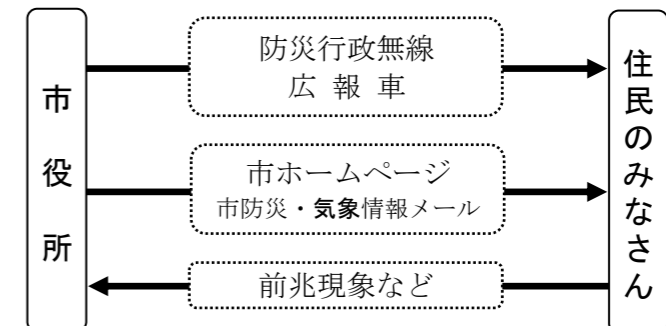 市役所
防災行政無線
広報車
市ホームページ
市防災・気象情報メール
前兆現象など
住民のみなさん